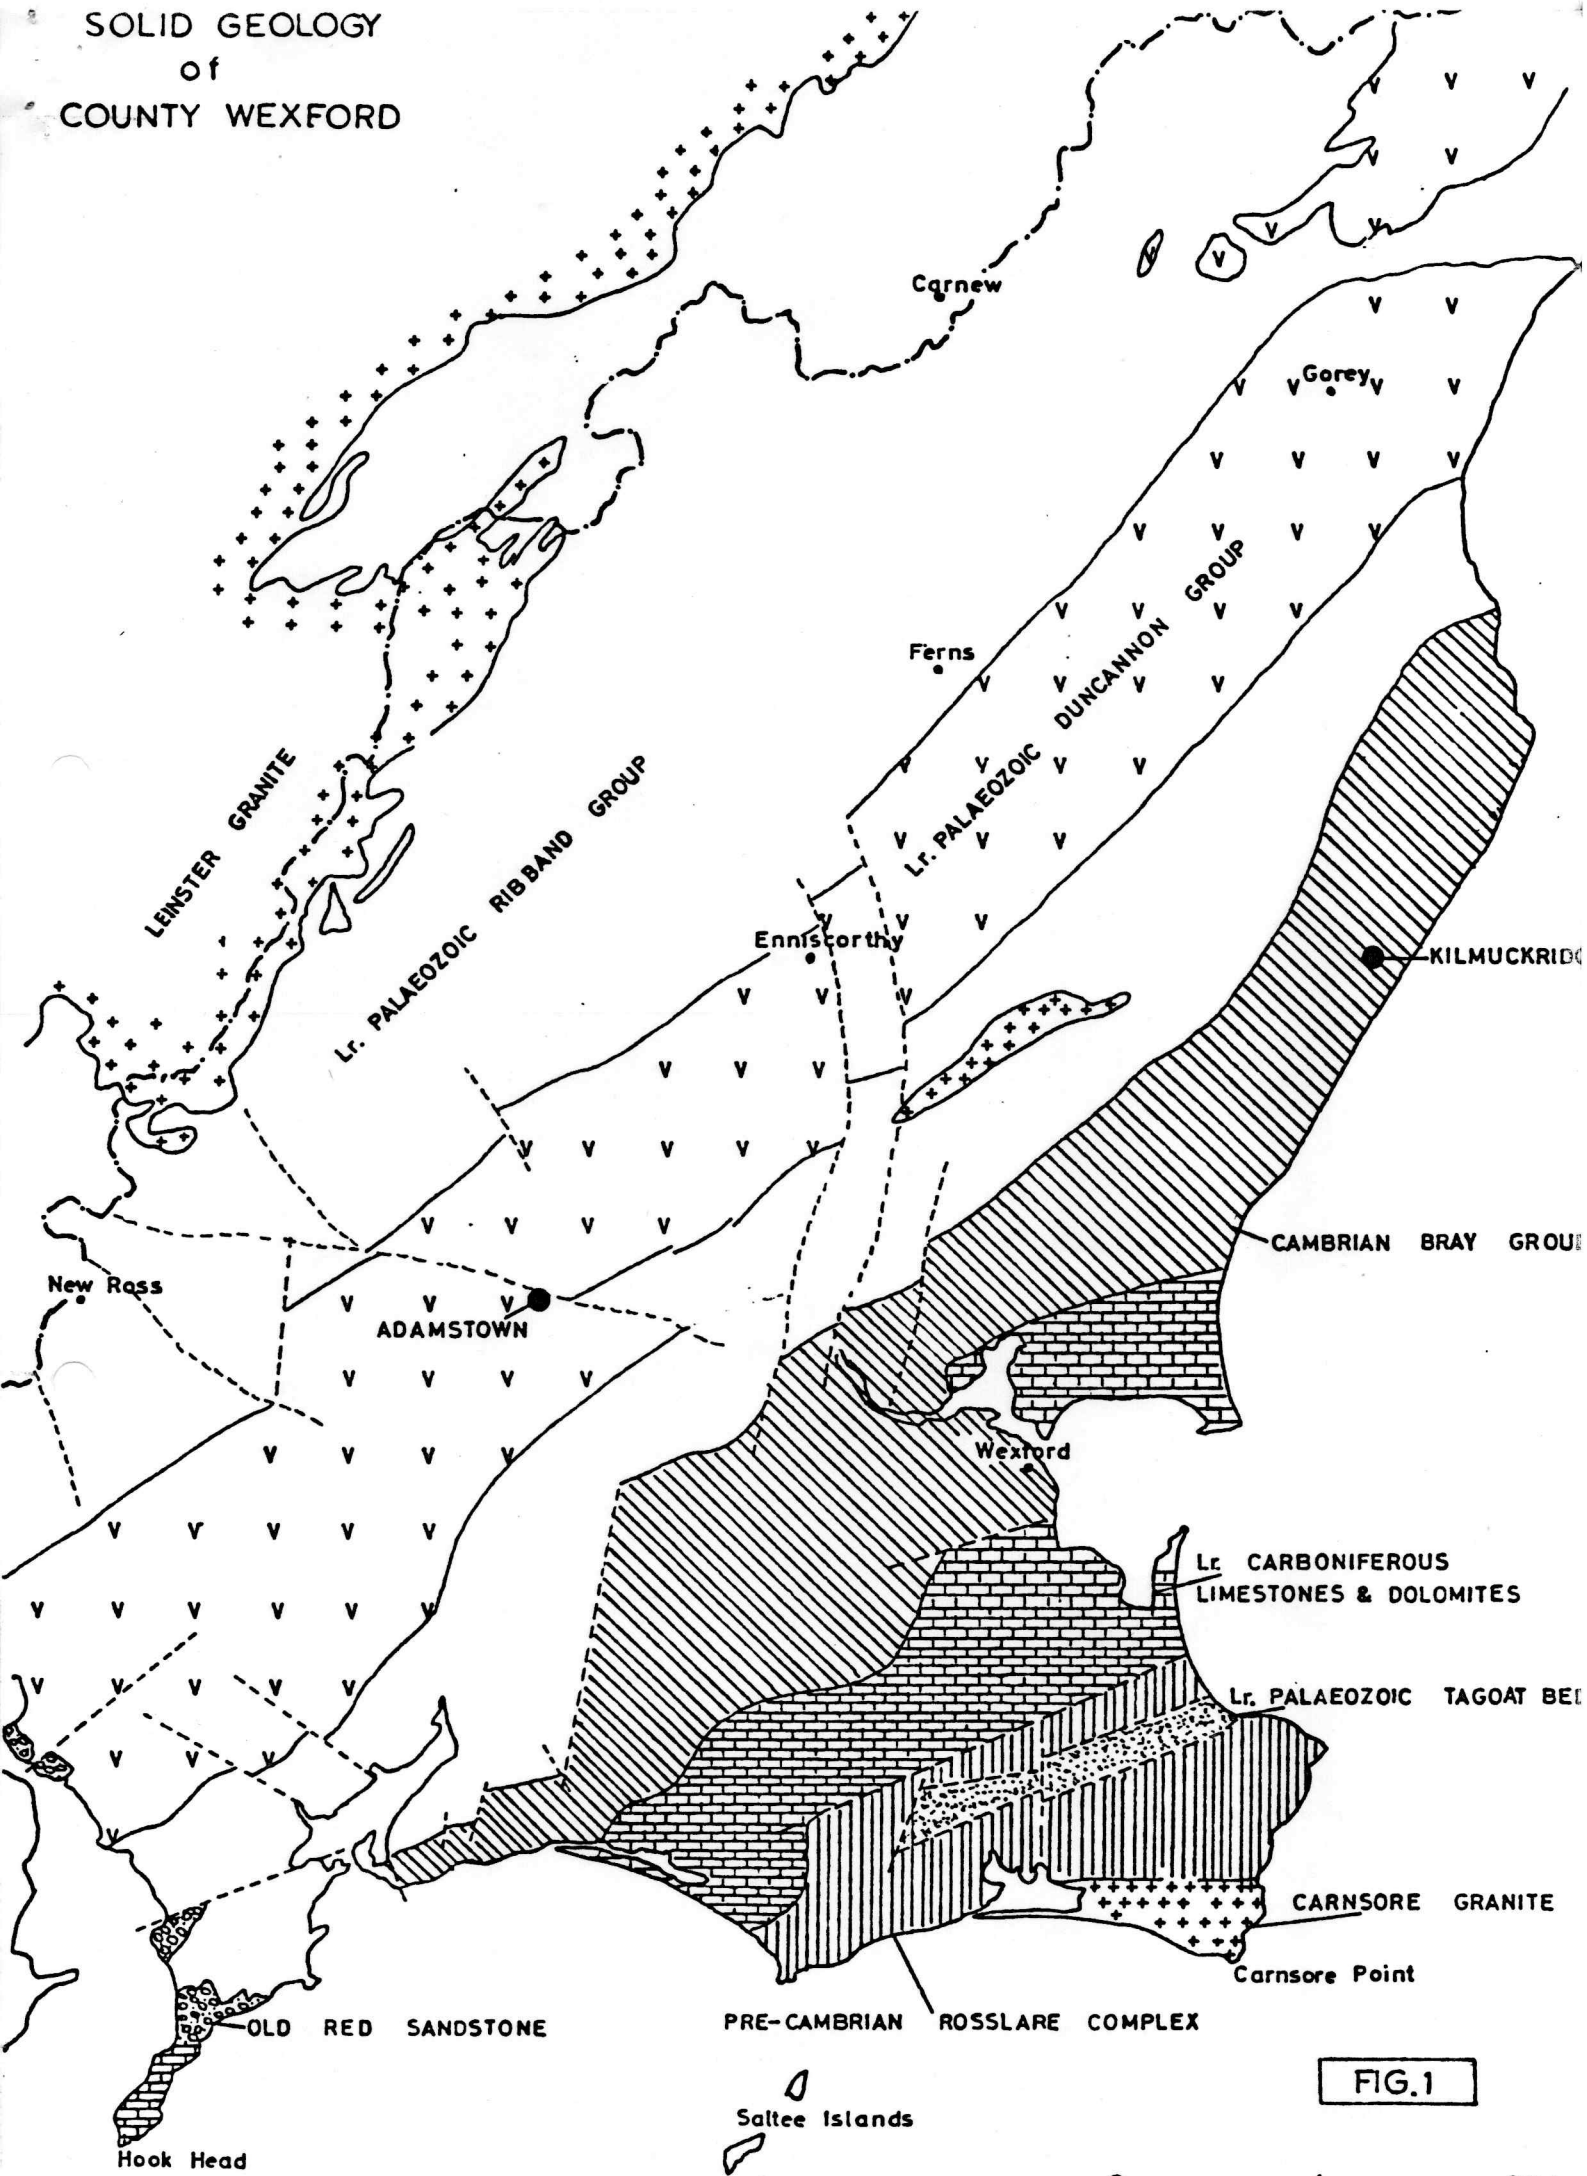 SOLID GEOLOGY
of
COUNTY WEXFORD
Carnew
Gorey
Ferns
Lr. PALAEOZOIC DUNCANNON GROUP
LEINSTER GRANITE
Lr. PALAEOZOIC RIBBAND GROUP
Enniscorthy
KILMUCKRIDG
CAMBRIAN BRAY GROU
New Ross
ADAMSTOWN
Wexford
Lr. CARBONIFEROUS
LIMESTONES & DOLOMITES
Lr. PALAEOZOIC TAGOAT BE
CARNSORE GRANITE
Carnsore Point
OLD RED SANDSTONE
PRE-CAMBRIAN ROSSLARE COMPLEX
FIG.1
Saltee Islands
Hook Head